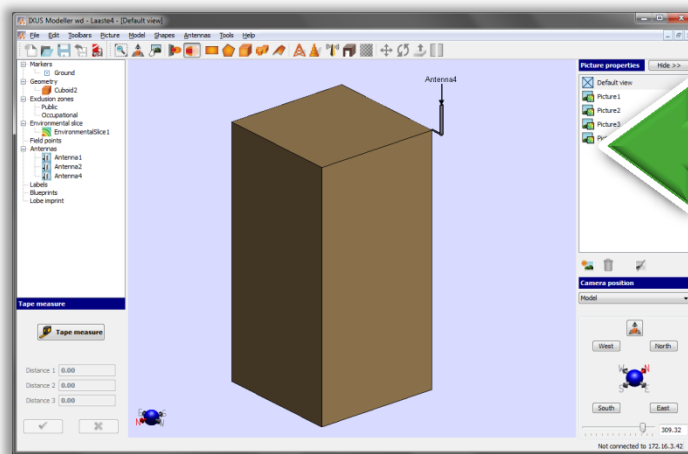 IXUS Modeller wd - Laaste4 - [Default view]
File Edit Toolbars Picture Model Shapes Antennas Tools Help
Markers
Ground
Geometry
Cuboid2
Exclusion zones
Public
Occupational
Environmental slice
EnvironmentalSlice1
Field points
Antennas
Antenna1
Antenna2
Antenna4
Labels
Blueprints
Lobe imprint
Tape measure
Tape measure
Distance 1 0.00
Distance 2 0.00
Distance 3 0.00
Antenna4
Picture properties Hide >>
Default view
Picture1
Picture2
Picture3
Camera position
Model
West North
W N
S E
South East
309.32
Not connected to 172.16.3.42